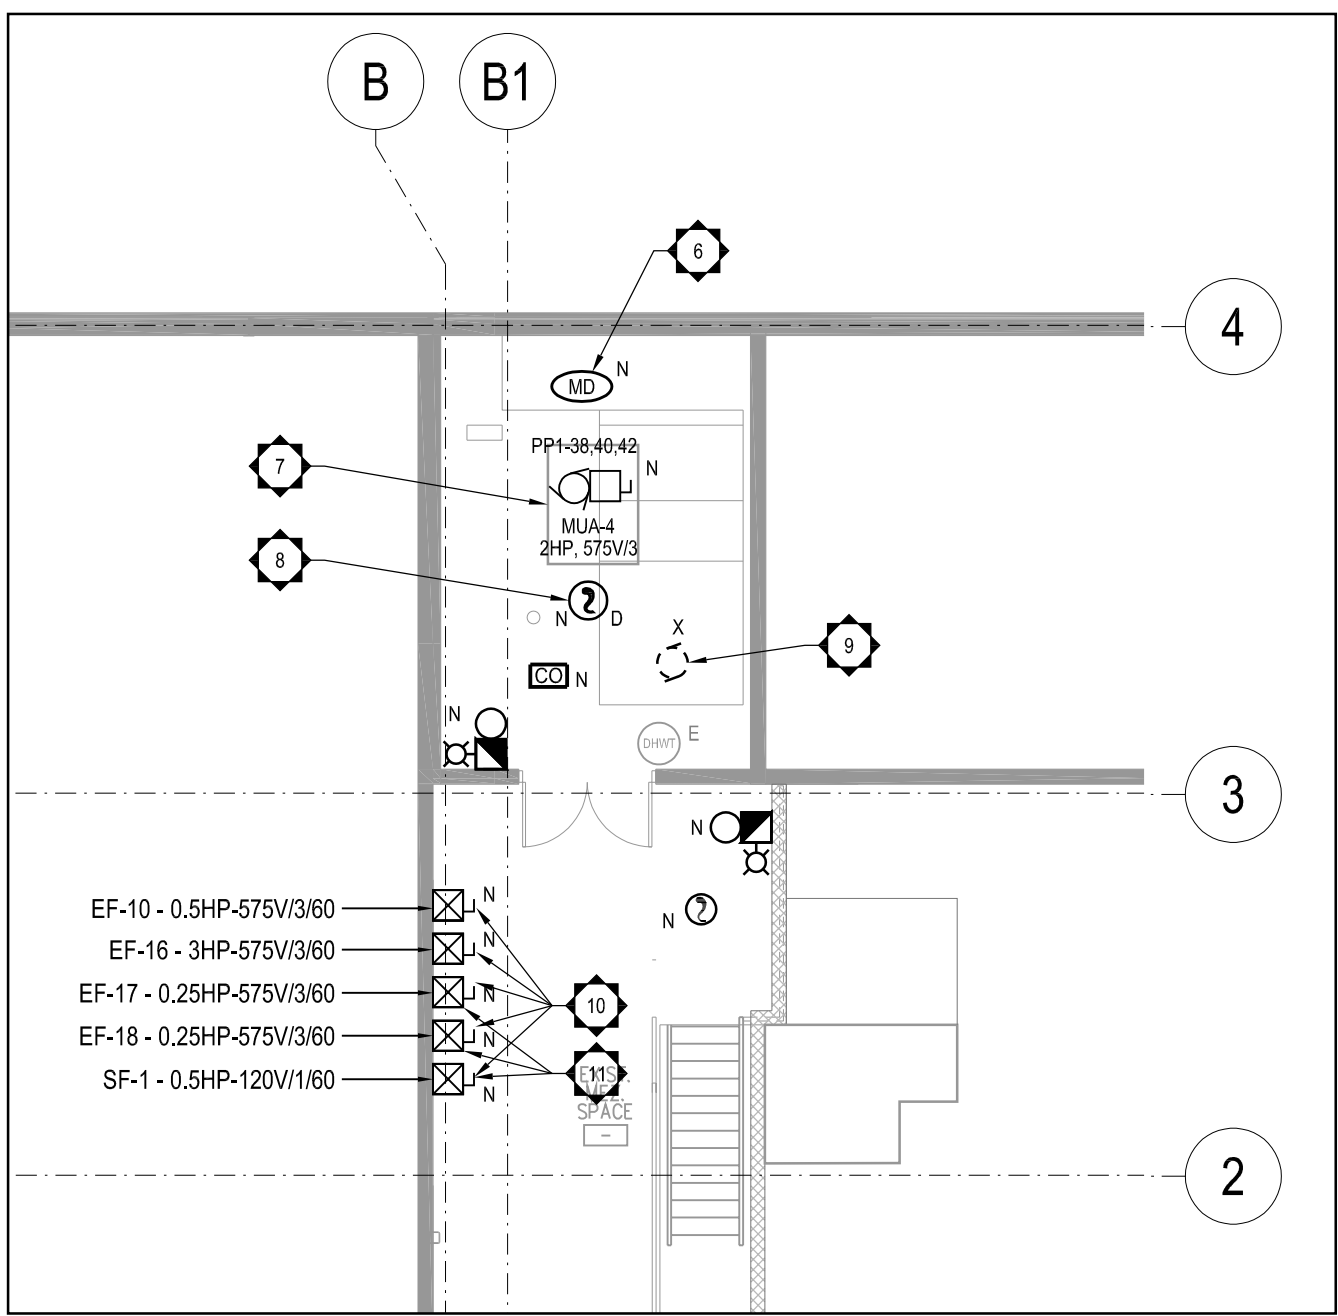 B
B1
6
4
MD
N
PP1-38,40,42
7
N
MUA-4
2HP, 575V/3
8
N
D
X
9
CO
N
N
DHWT
E
3
N
EF-10 - 0.5HP-575V/3/60
N
N
EF-16 - 3HP-575V/3/60
N
EF-17 - 0.25HP-575V/3/60
N
10
EF-18 - 0.25HP-575V/3/60
N
SF-1 - 0.5HP-120V/1/60
N
11
EXIST.
MEZ.
SPACE
-
2